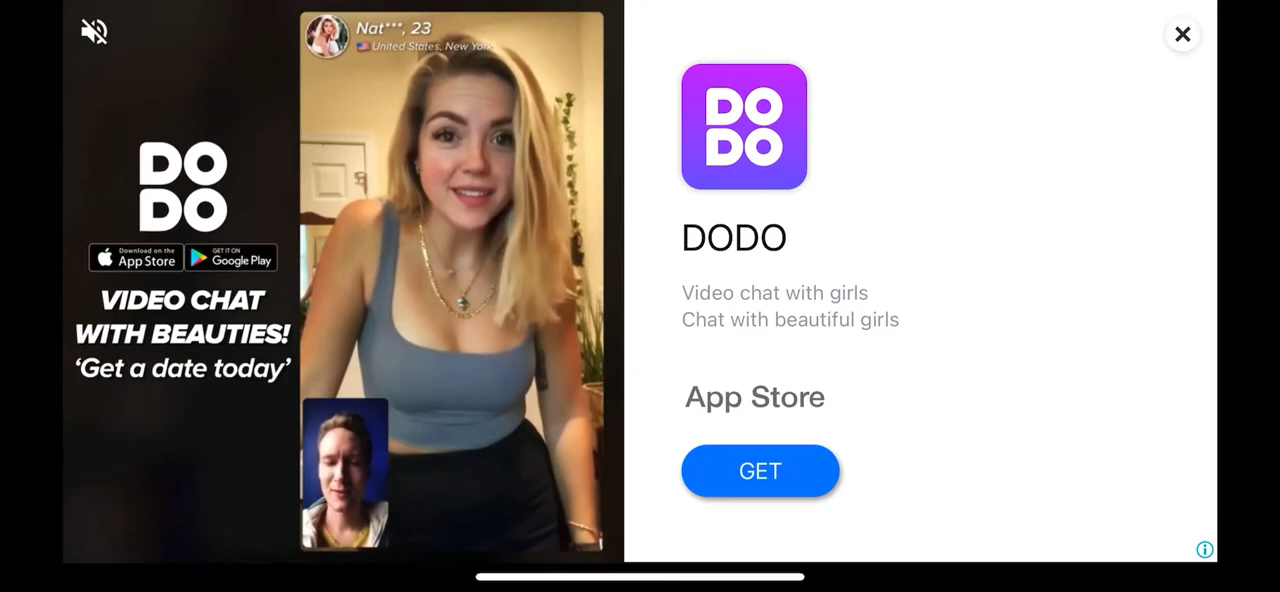 Nat***, 23
United States, New York
DO
DO
Download on the
App Store
GET IT ON
Google Play
VIDEO CHAT
WITH BEAUTIES!
‘Get a date today’
DO
DO
DODO
Video chat with girls
Chat with beautiful girls
App Store
GET